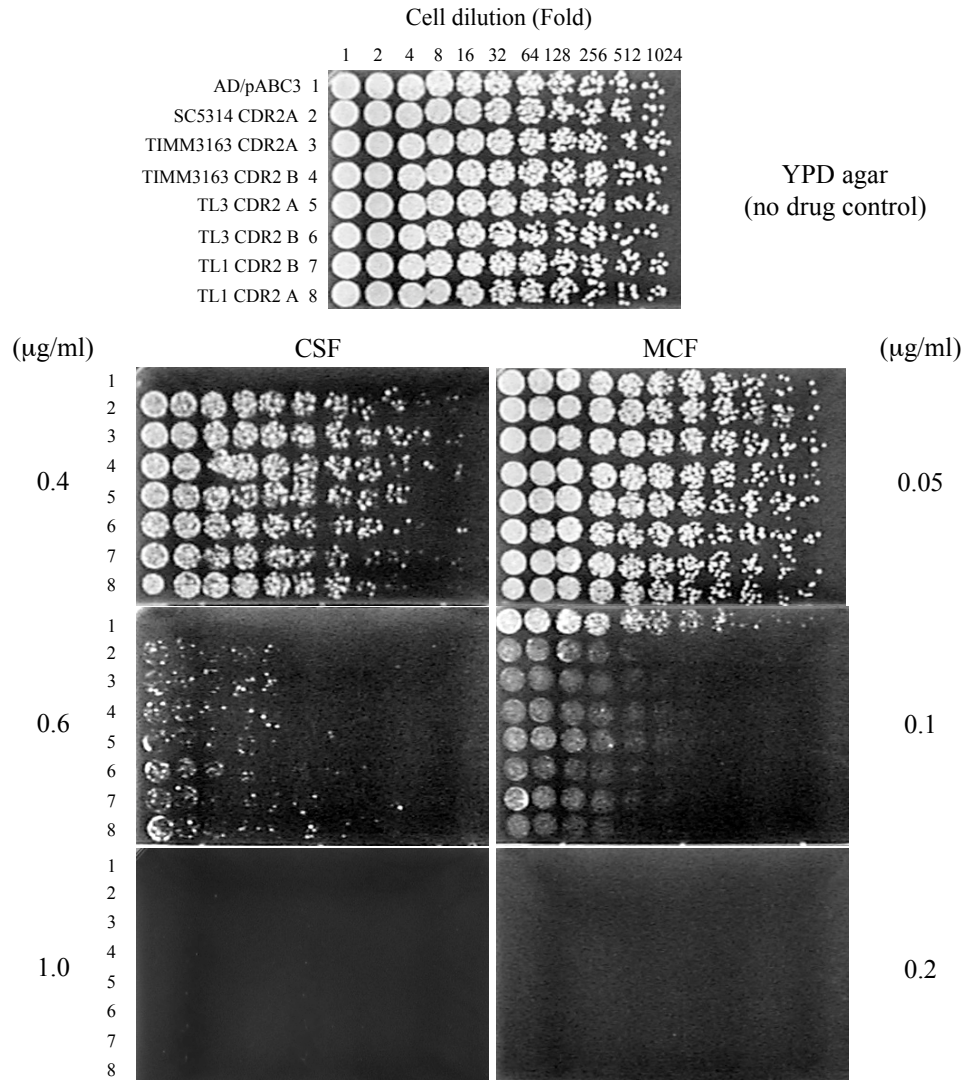 Cell dilution (Fold)
1 2 4 8 16 32 64 128 256 512 1024
AD/pABC3 1
SC5314 CDR2A 2
TIMM3163 CDR2A 3
TIMM3163 CDR2 B 4
TL3 CDR2 A 5
TL3 CDR2 B 6
TL1 CDR2 B 7
TL1 CDR2 A 8
YPD agar
(no drug control)
(μg/ml) CSF MCF (μg/ml)
1
2
3
4
5
6
7
8
0.4 0.05
1
2
3
4
5
6
7
8
0.6 0.1
1
2
3
4
5
6
7
8
1.0 0.2